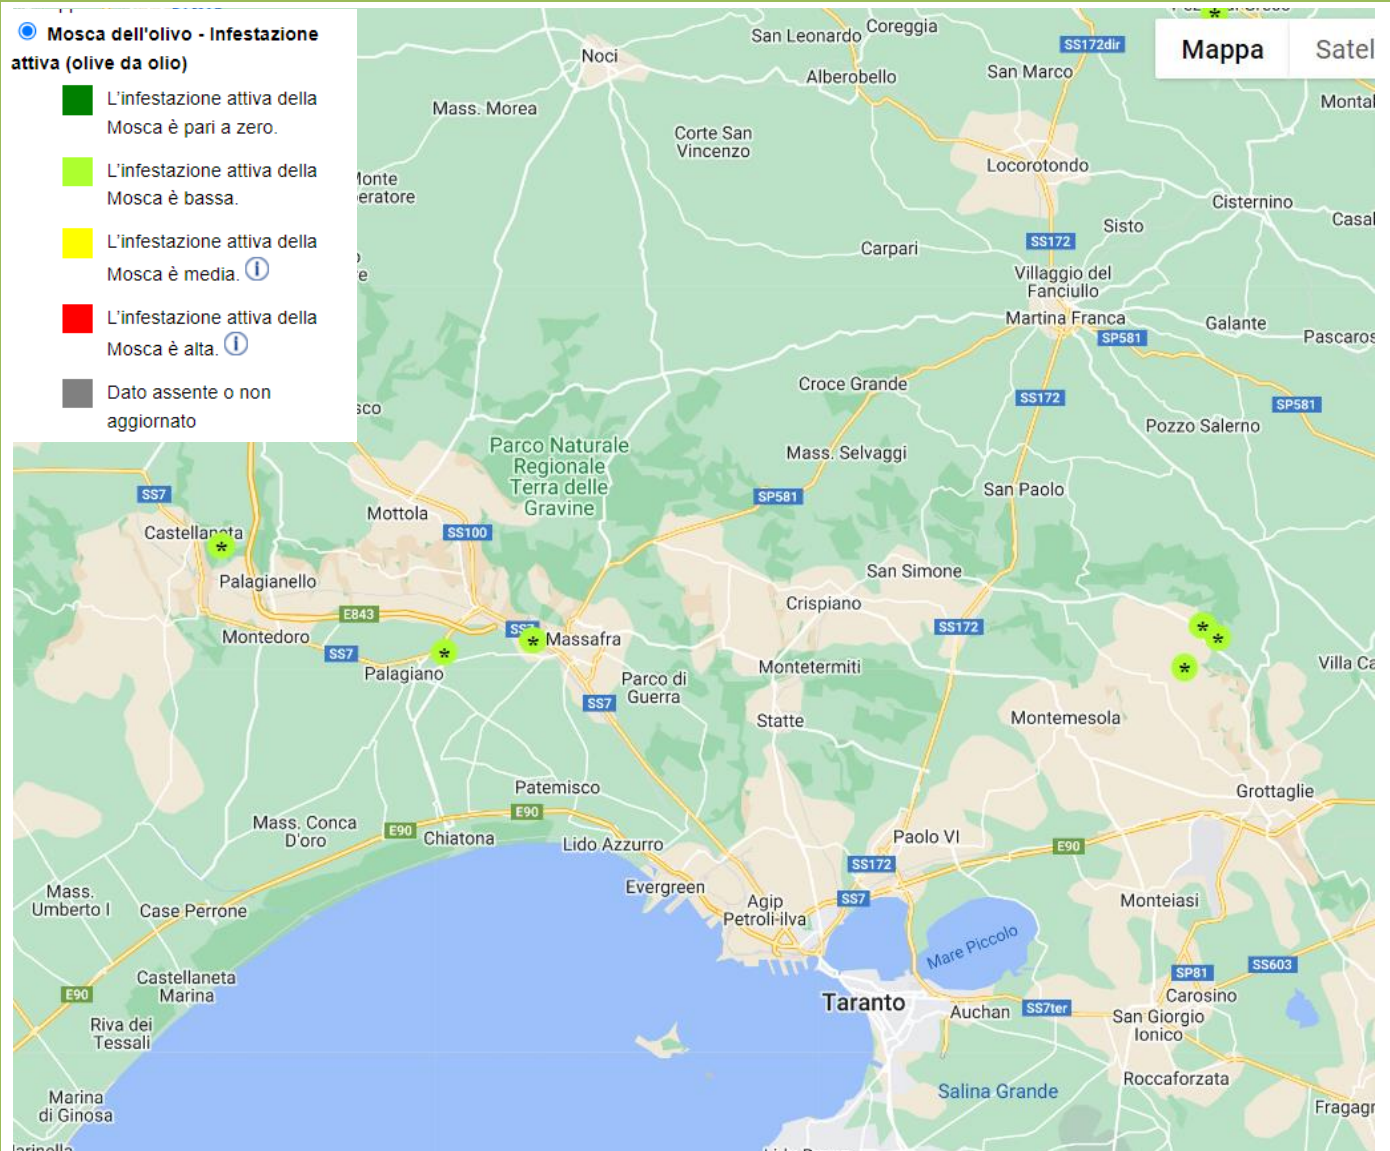 Mosca dell'olivo - Infestazione
attiva (olive da olio)
L'infestazione attiva della
Mosca è pari a zero.
L'infestazione attiva della
Mosca è bassa.
L'infestazione attiva della
Mosca è media.
L'infestazione attiva della
Mosca è alta.
Dato assente o non
aggiornato
Mappa
Noci
San Leonardo
Coreggia
SS172dir
Alberobello
San Marco
Mass. Morea
Corte San
Vincenzo
Locorotondo
Cisternino
Sisto
SS172
Carpari
Villaggio del
Fanciullo
Martina Franca
SP581
Galante
Croce Grande
SS172
SP581
Pozzo Salerno
Parco Naturale
Regionale
Terra delle
Gravine
Mass. Selvaggi
SP581
San Paolo
SS7
Mottola
SS100
Castellaneta
*
Palagianello
San Simone
Crispiano
E843
SS172
SS7
*
Massafra
*
*
Montedoro
SS7
*
Palagiano
Parco di
Guerra
Montetermiti
*
SS7
Statte
Montemesola
Patemisco
Grottaglie
E90
Mass. Conca
D'oro
E90
Chiatona
Lido Azzurro
Paolo VI
E90
SS172
Evergreen
Mass.
Umberto I
Case Perrone
Agip
Petroli-ilva
SS7
Monteiasi
Mare Piccolo
Castellaneta
Marina
E90
SP81
SS603
Taranto
Auchan
SS7ter
Carosino
San Giorgio
Ionico
Riva dei
Tessali
Salina Grande
Roccaforzata
Marina
di Ginosa
*